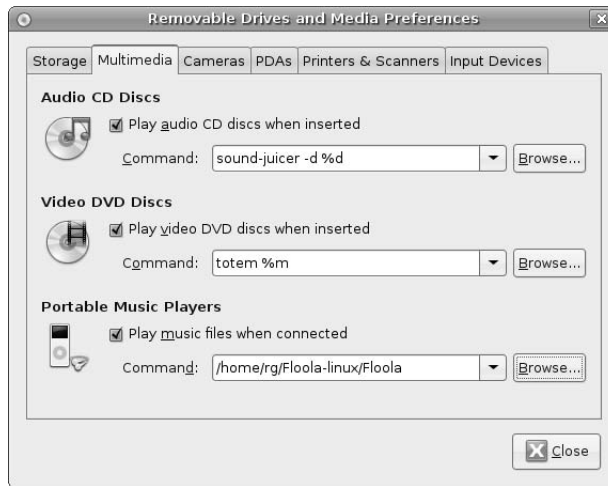 Removable Drives and Media Preferences
Storage Multimedia Cameras PDAs Printers & Scanners Input Devices
Audio CD Discs
Play audio CD discs when inserted
Command: sound-juicer -d %d Browse...
Video DVD Discs
Play video DVD discs when inserted
Command: totem %m Browse...
Portable Music Players
Play music files when connected
Command: /home/rg/Floola-linux/Floola Browse...
Close